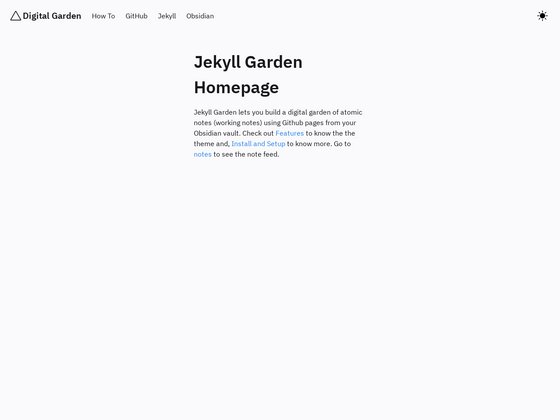 Digital Garden How To GitHub Jekyll Obsidian
Jekyll Garden
Homepage
Jekyll Garden lets you build a digital garden of atomic
notes (working notes) using Github pages from your
Obsidian vault. Check out Features to know the the
theme and, Install and Setup to know more. Go to
notes to see the note feed.